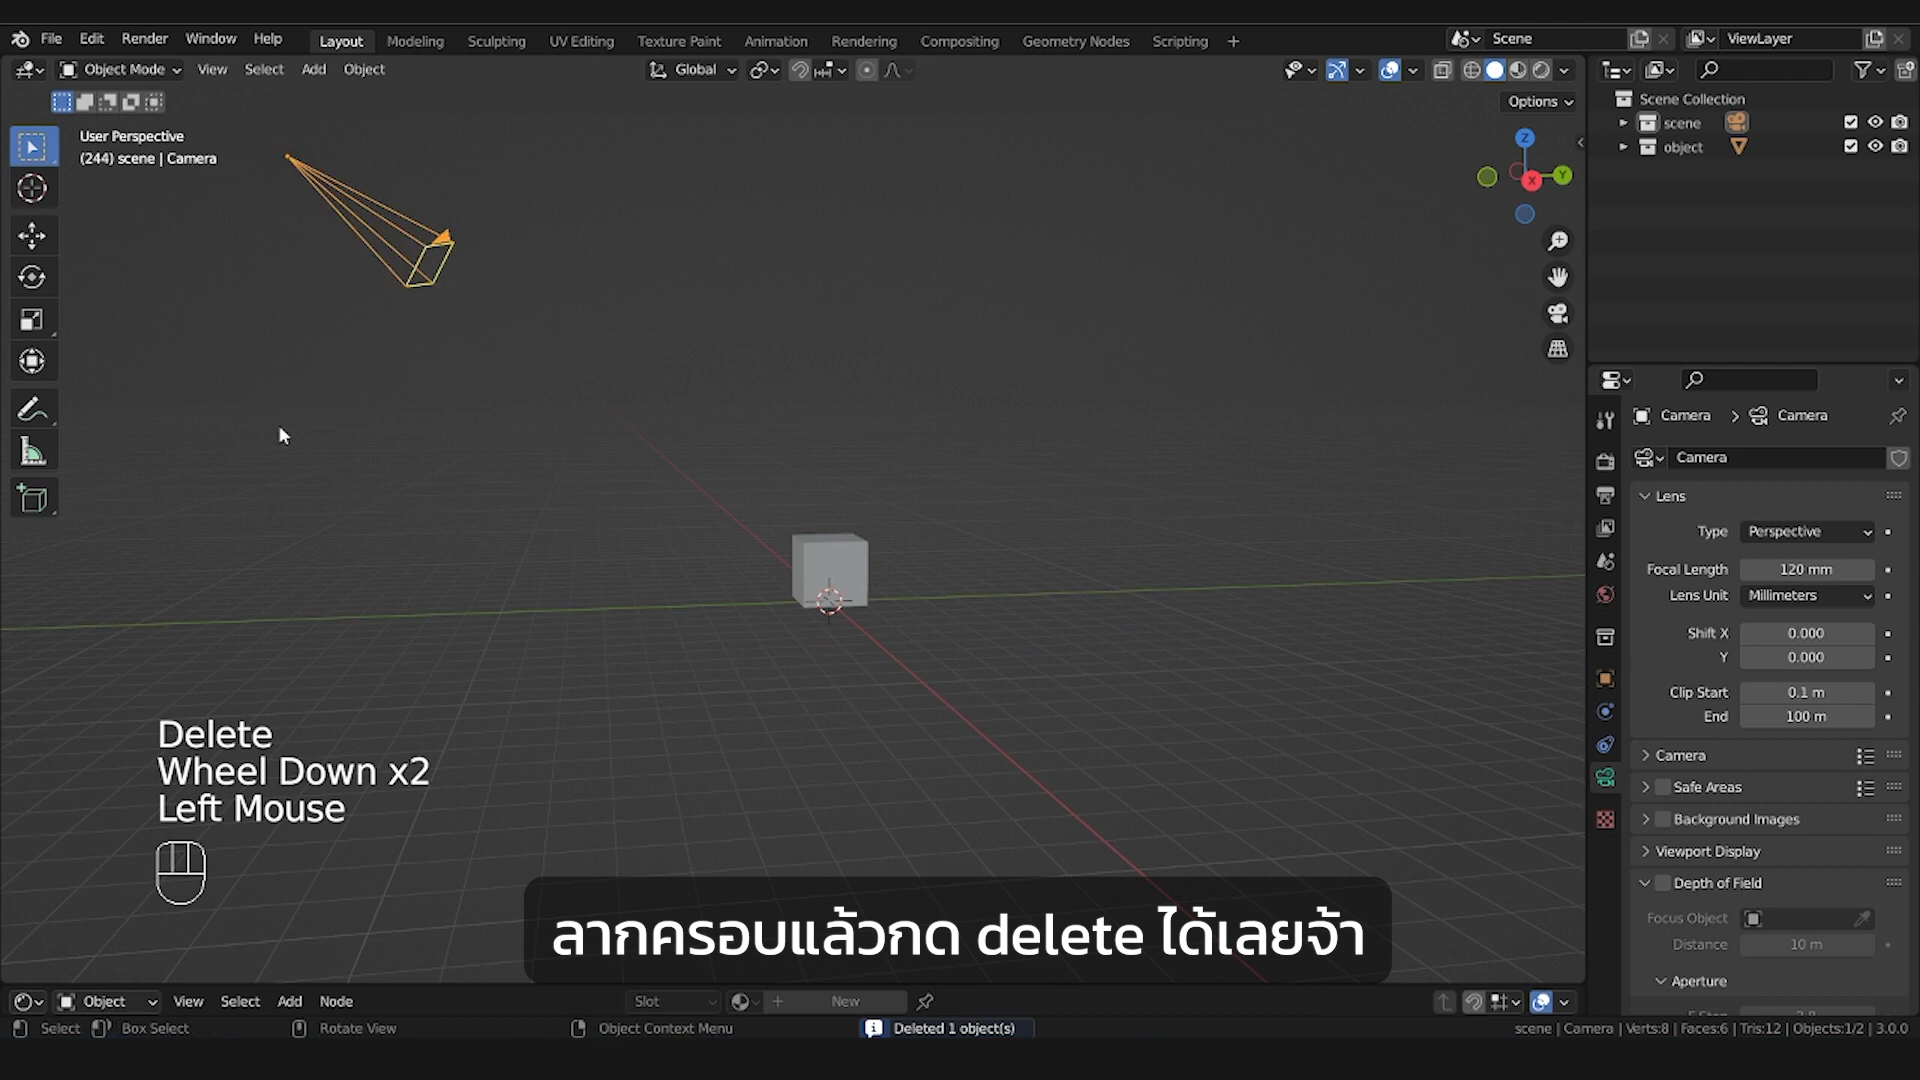 File Edit Render Window Help Layout Modeling Sculpting UV Editing Texture Paint Animation Rendering Compositing Geometry Nodes Scripting + Scene ViewLayer
Object Mode View Select Add Object Global
Options
User Perspective
(244) scene | Camera
Z
Y
X
Scene Collection
scene
object
Camera > Camera
Camera
Lens
Type Perspective
Focal Length 120 mm
Lens Unit Millimeters
Shift X 0.000
Y 0.000
Clip Start 0.1 m
End 100 m
Camera
Safe Areas
Background Images
Viewport Display
Depth of Field
Focus Object
Distance 10 m
Aperture
Delete
Wheel Down x2
Left Mouse
ลากครอบแล้วกด delete ได้เลยจ้า
Object View Select Add Node Slot New
Select Box Select Rotate View Object Context Menu Deleted 1 object(s) scene | Camera | Verts:8 | Faces:6 | Tris:12 | Objects:1/2 | 3.0.0